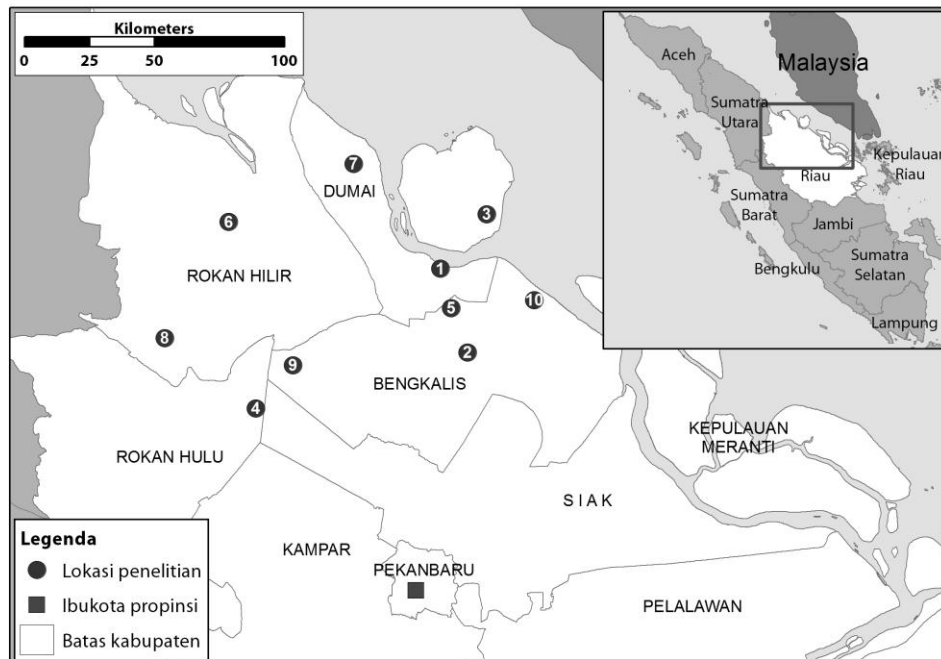 Kilometers
0 25 50 100
Malaysia
Aceh
Sumatra
Utara
Kepulauan
Riau
Riau
Sumatra
Barat
Jambi
Sumatra
Selatan
Bengkulu
Lampung
7
DUMAI
3
6
ROKAN HILIR
1
10
5
8
2
9
BENGKALIS
4
KEPULAUAN
MERANTI
ROKAN HULU
SIAK
KAMPAR
PEKANBARU
PELALAWAN
Legenda
Lokasi penelitian
Ibukota propinsi
Batas kabupaten